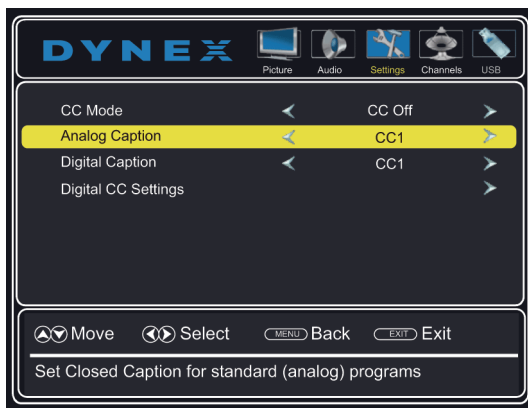 DYNEX
Picture Audio Settings Channels USB
CC Mode CC Off
Analog Caption CC1
Digital Caption CC1
Digital CC Settings
Move Select MENU Back EXIT Exit
Set Closed Caption for standard (analog) programs